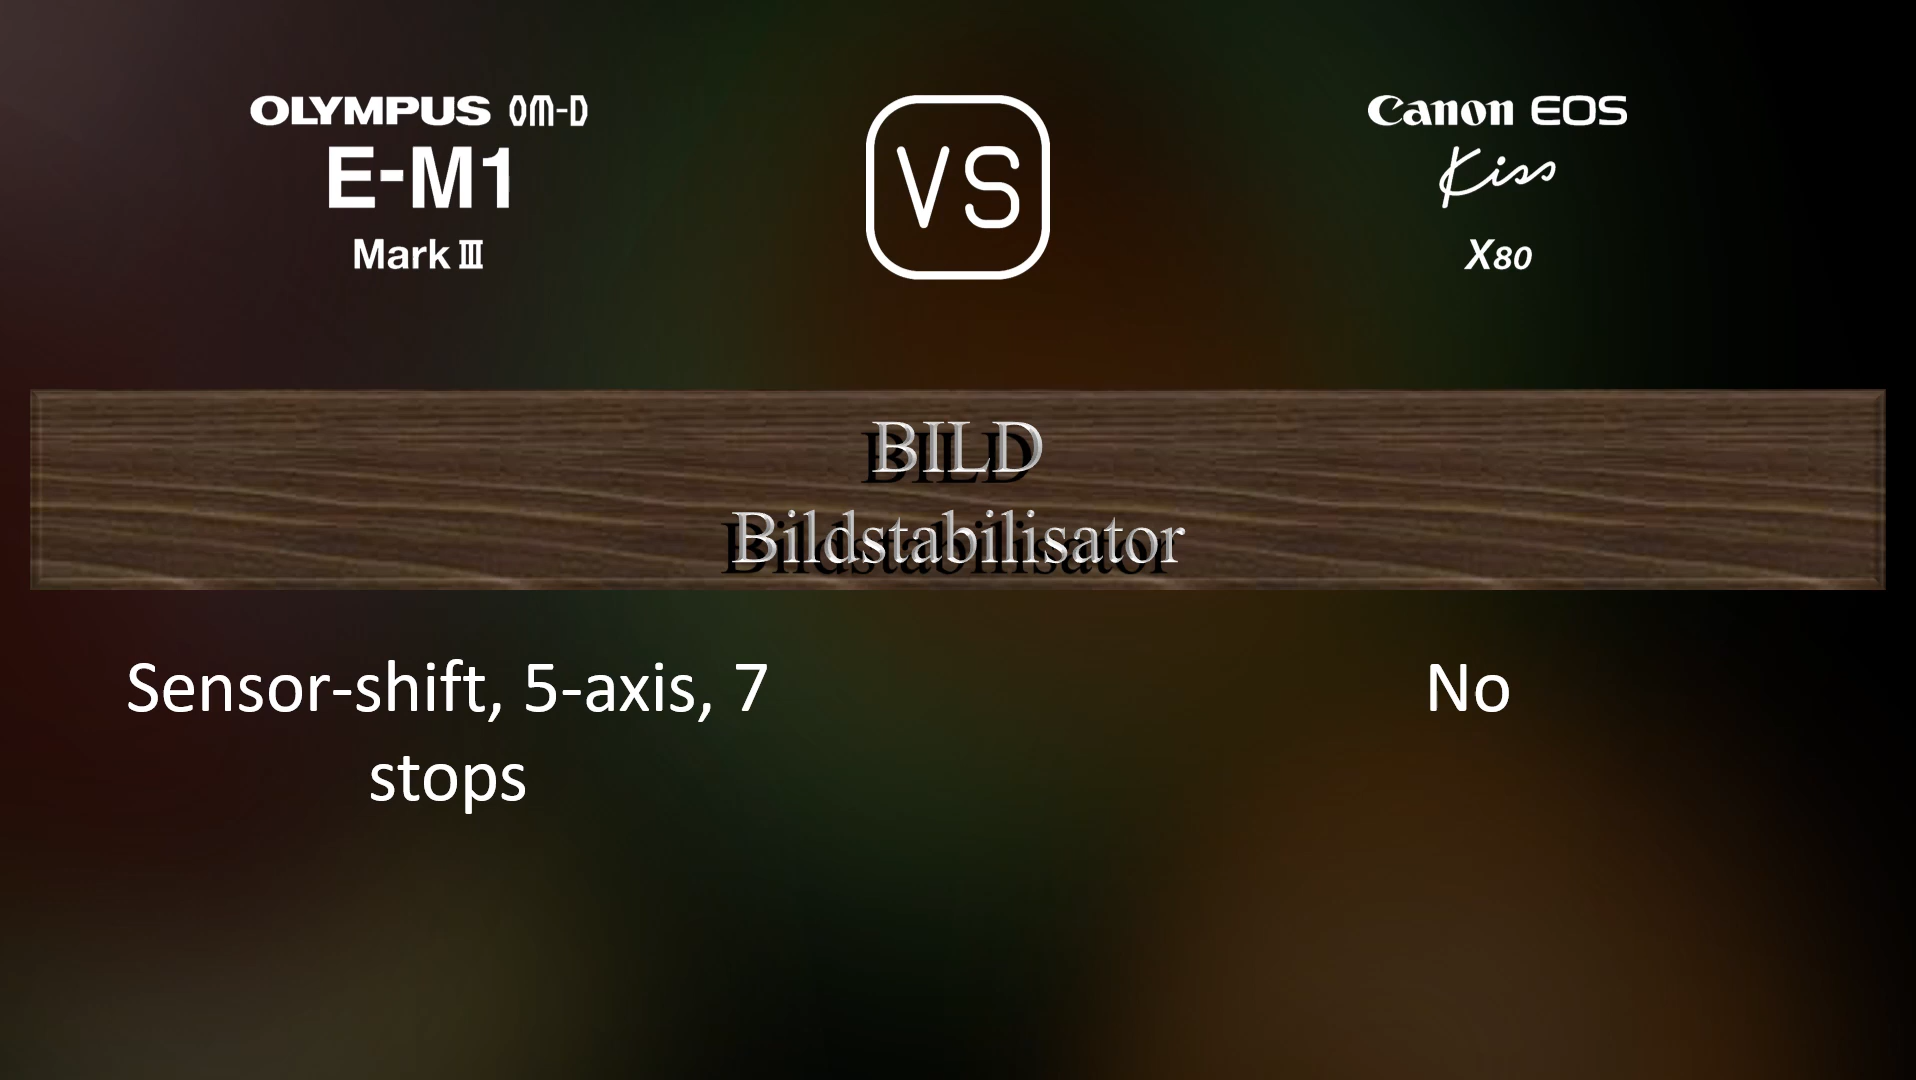 OLYMPUS OM-D
E-M1
Mark III
VS
Canon EOS
Kiss
X80
BILD
Bildstabilisator
Sensor-shift, 5-axis, 7
stops
No